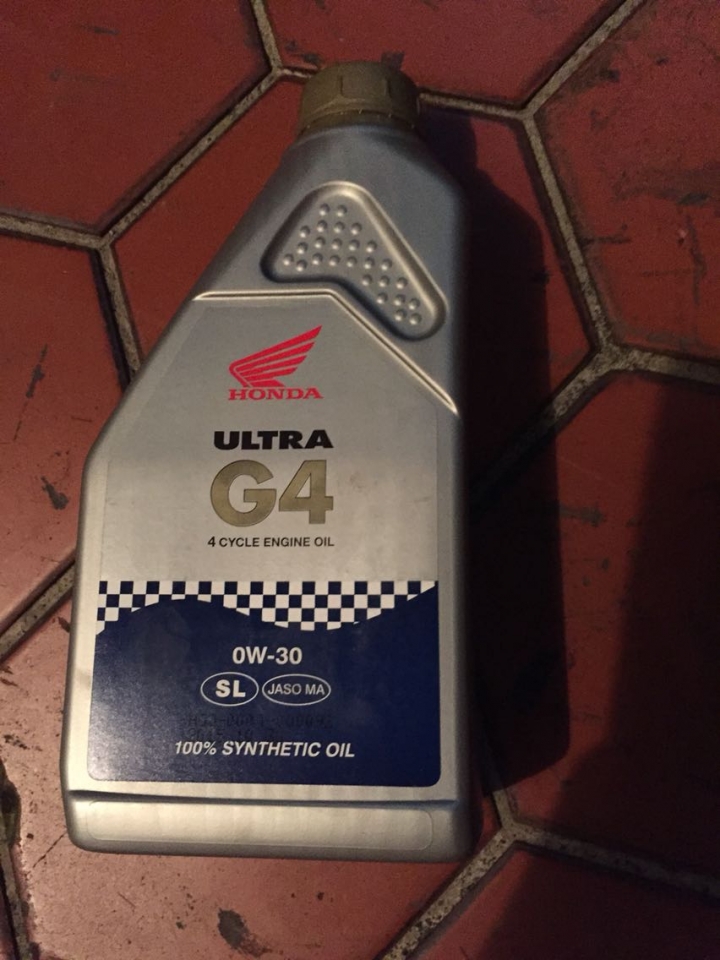 HONDA
ULTRA
G4
4 CYCLE ENGINE OIL
0W-30
SL JASO MA
100% SYNTHETIC OIL